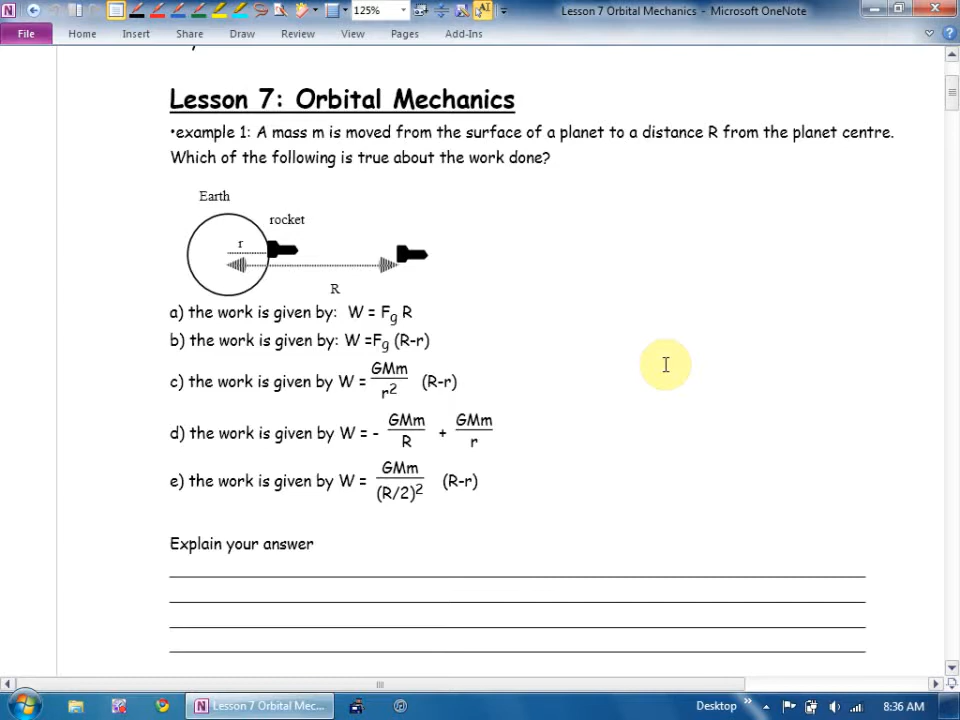 125%
Lesson 7 Orbital Mechanics - Microsoft OneNote
File Home Insert Share Draw Review View Pages Add-Ins
Lesson 7: Orbital Mechanics
•example 1: A mass m is moved from the surface of a planet to a distance R from the planet centre.
Which of the following is true about the work done?
Earth
rocket
r
R
a) the work is given by: W = Fg R
b) the work is given by: W =Fg (R-r)
c) the work is given by W = GMm/r² (R-r)
d) the work is given by W = - GMm/R + GMm/r
e) the work is given by W = GMm/(R/2)² (R-r)
Explain your answer
Lesson 7 Orbital Mec...
Desktop
8:36 AM